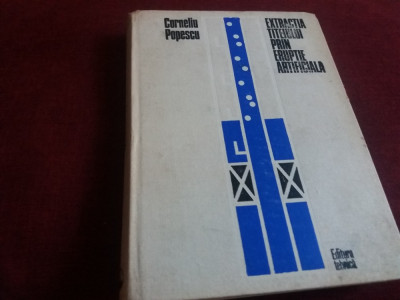 Corneliu
Popescu
EXTRACTIA
TITEIULUI
PRIN
ERUPTIE
ARTIFICIALA
Editura
tehnică